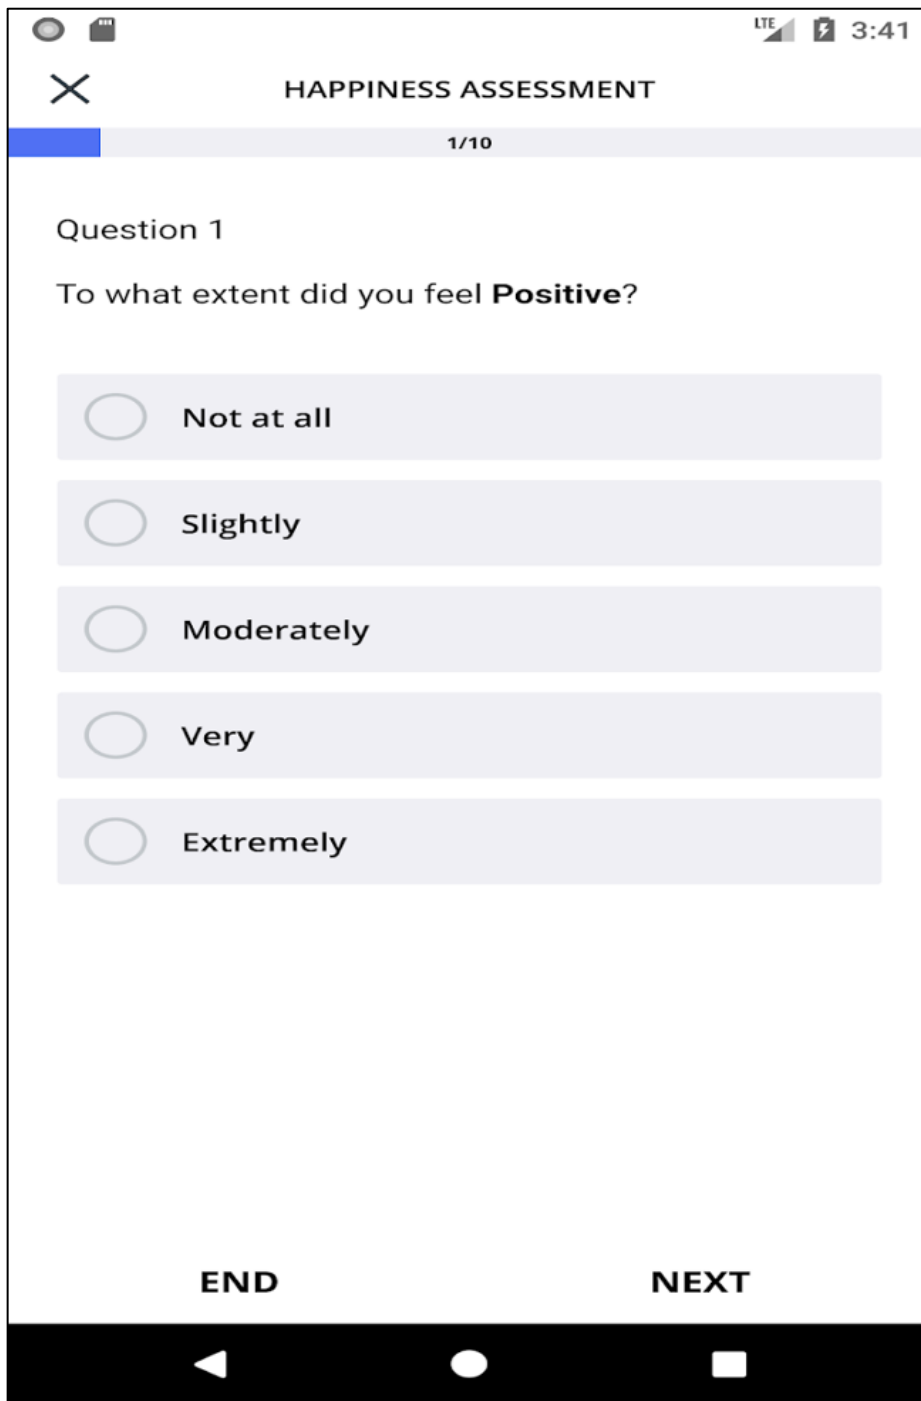 LTE 3:41
HAPPINESS ASSESSMENT
1/10
Question 1
To what extent did you feel Positive?
Not at all
Slightly
Moderately
Very
Extremely
END NEXT